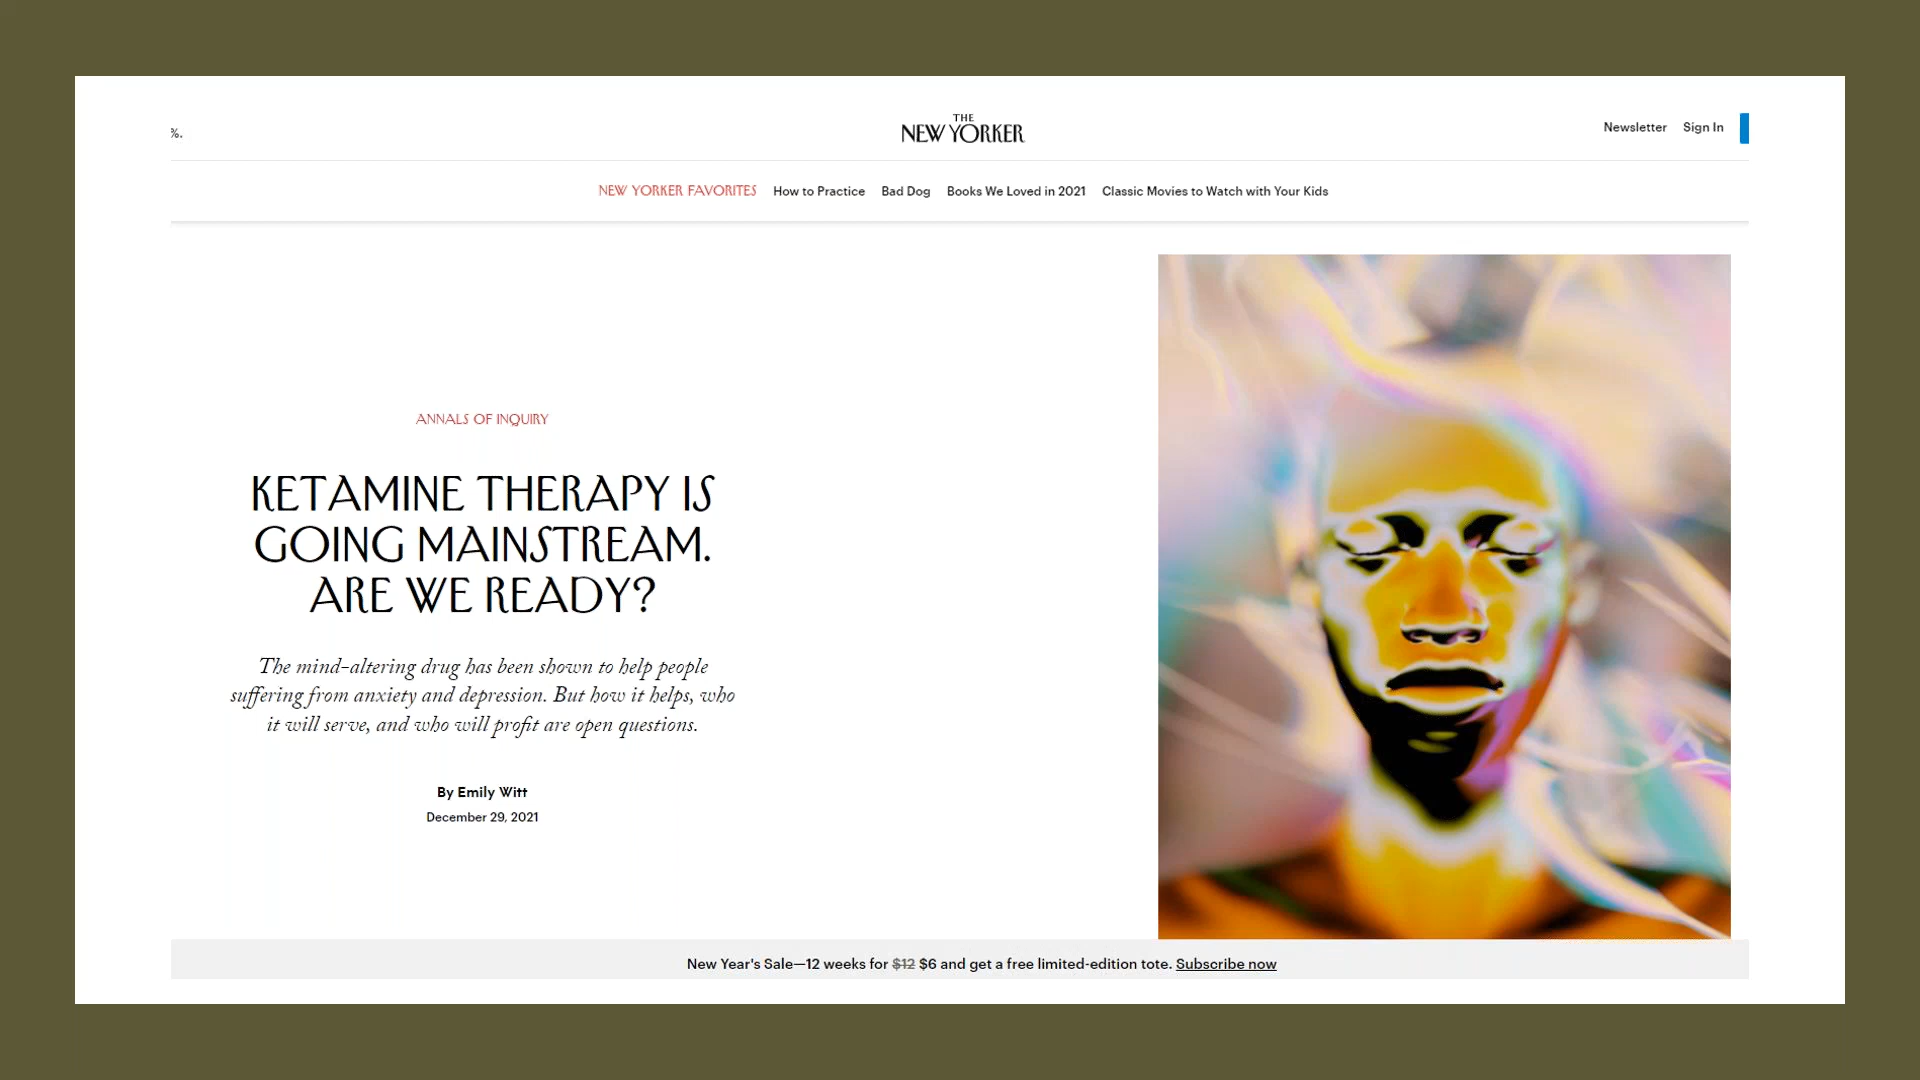 %.
THE
NEW YORKER
Newsletter Sign In
NEW YORKER FAVORITES How to Practice Bad Dog Books We Loved in 2021 Classic Movies to Watch with Your Kids
ANNALS OF INQUIRY
KETAMINE THERAPY IS
GOING MAINSTREAM.
ARE WE READY?
The mind-altering drug has been shown to help people
suffering from anxiety and depression. But how it helps, who
it will serve, and who will profit are open questions.
By Emily Witt
December 29, 2021
New Year's Sale—12 weeks for $12 $6 and get a free limited-edition tote. Subscribe now